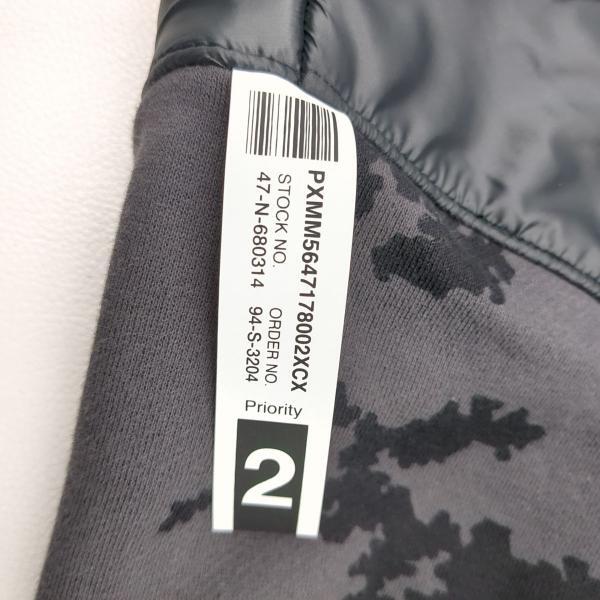 PXMM5647178002XCX
STOCK NO. ORDER NO.
47-N-680314 94-S-3204
Priority
2